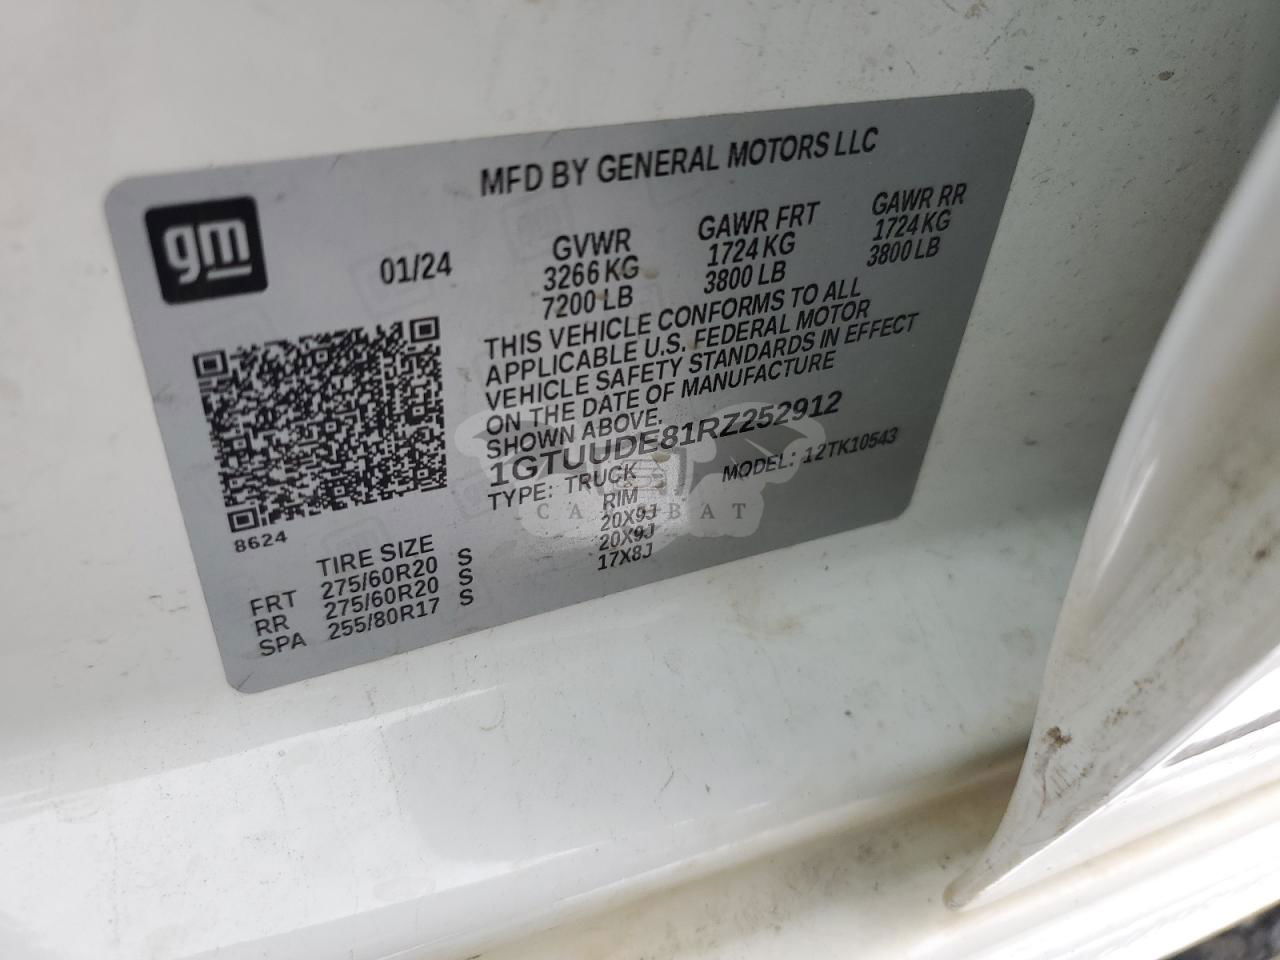 MFD BY GENERAL MOTORS LLC
gm
01/24
GVWR GAWR FRT GAWR RR
3266 KG 1724 KG 1724 KG
7200 LB 3800 LB 3800 LB
THIS VEHICLE CONFORMS TO ALL
APPLICABLE U.S. FEDERAL MOTOR
VEHICLE SAFETY STANDARDS IN EFFECT
ON THE DATE OF MANUFACTURE
SHOWN ABOVE.
1GTUUDE81RZ252912
TYPE: TRUCK MODEL: 12TK10543
8624
TIRE SIZE RIM
FRT 275/60R20 S 20X9J
RR 275/60R20 S 20X9J
SPA 255/80R17 S 17X8J